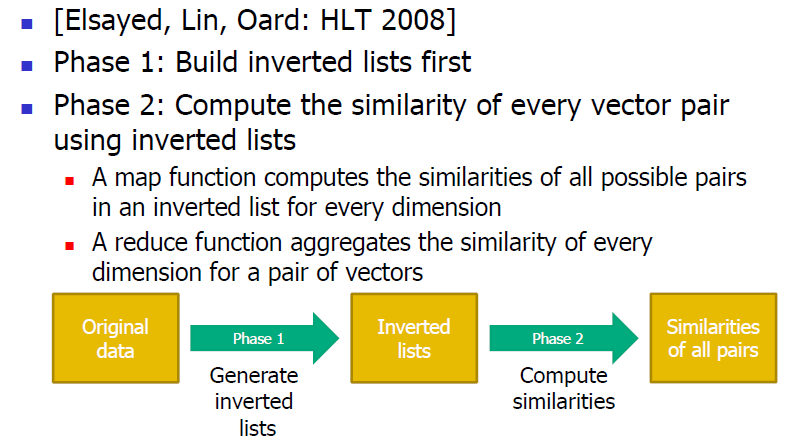 [Elsayed, Lin, Oard: HLT 2008]
Phase 1: Build inverted lists first
Phase 2: Compute the similarity of every vector pair
using inverted lists
A map function computes the similarities of all possible pairs
in an inverted list for every dimension
A reduce function aggregates the similarity of every
dimension for a pair of vectors
Original
data
Phase 1
Generate
inverted
lists
Inverted
lists
Phase 2
Compute
similarities
Similarities
of all pairs